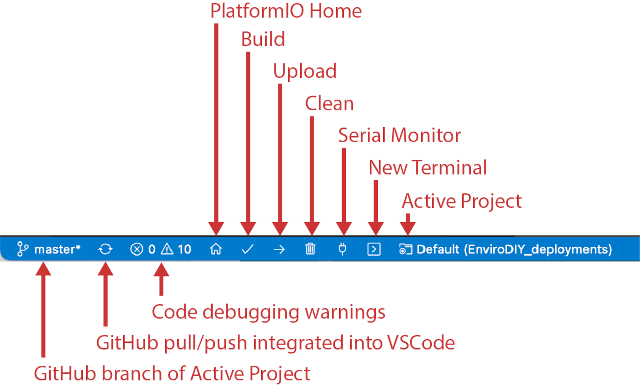 PlatformIO Home
Build
Upload
Clean
Serial Monitor
New Terminal
Active Project
master* 0 10 Default (EnviroDIY_deployments)
Code debugging warnings
GitHub pull/push integrated into VSCode
GitHub branch of Active Project